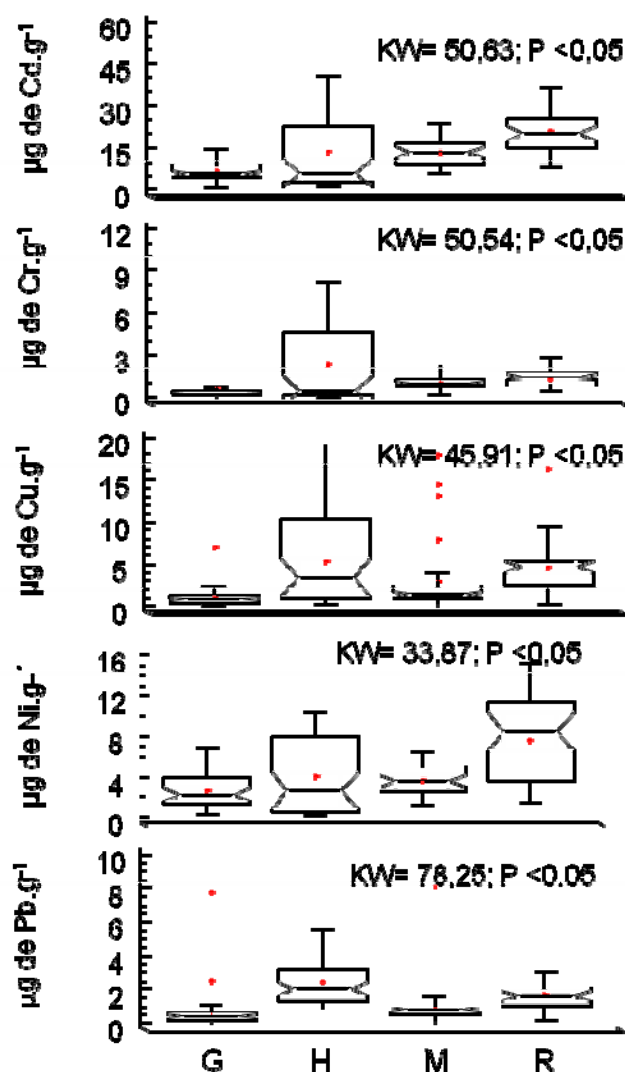 µg de Cd.g-1
60
45
30
15
0
KW= 50,63; P <0,05
µg de Cr.g-1
12
9
6
3
0
KW= 50,54; P <0,05
µg de Cu.g-1
20
15
10
5
0
KW= 45,91; P <0,05
µg de Ni.g-
16
12
8
4
0
KW= 33,87; P <0,05
µg de Pb.g-1
10
8
6
4
2
0
KW= 78,25; P <0.05
G H M R